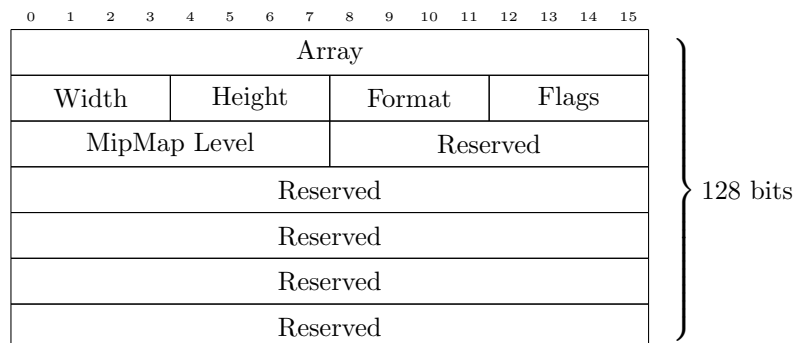 0 1 2 3 4 5 6 7 8 9 10 11 12 13 14 15
Array
Width Height Format Flags
MipMap Level Reserved
Reserved
128 bits
Reserved
Reserved
Reserved